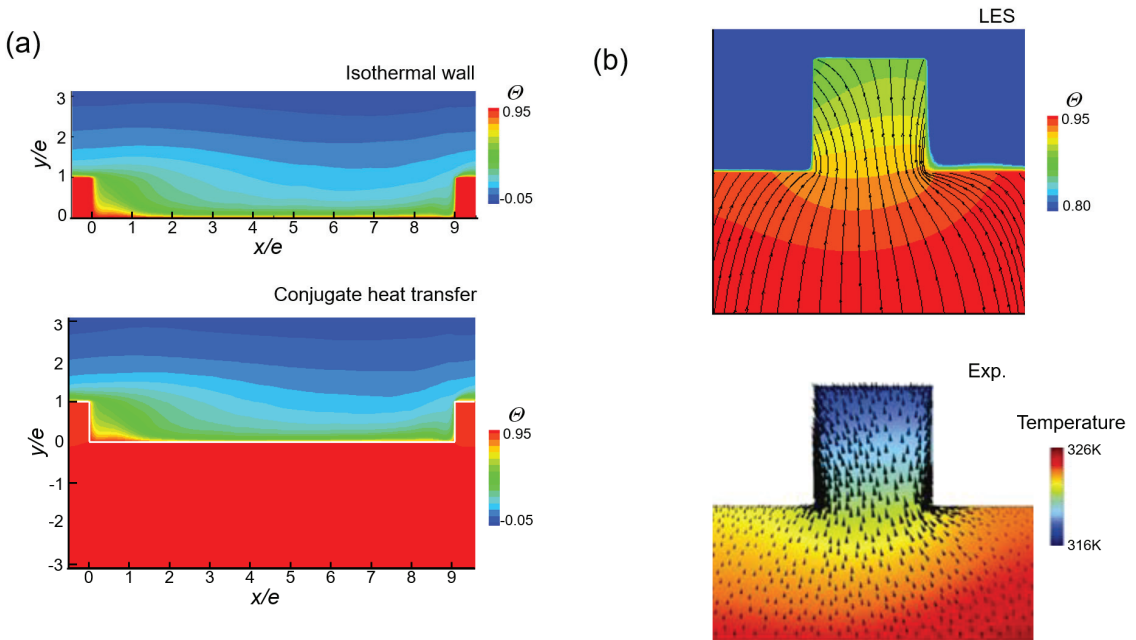 (a)
Isothermal wall
3
2
1
0
y/e
0 1 2 3 4 5 6 7 8 9
x/e
Θ
0.95
-0.05
Conjugate heat transfer
3
2
1
0
-1
-2
-3
y/e
0 1 2 3 4 5 6 7 8 9
x/e
Θ
0.95
-0.05
(b)
LES
Θ
0.95
0.80
Exp.
Temperature
326K
316K